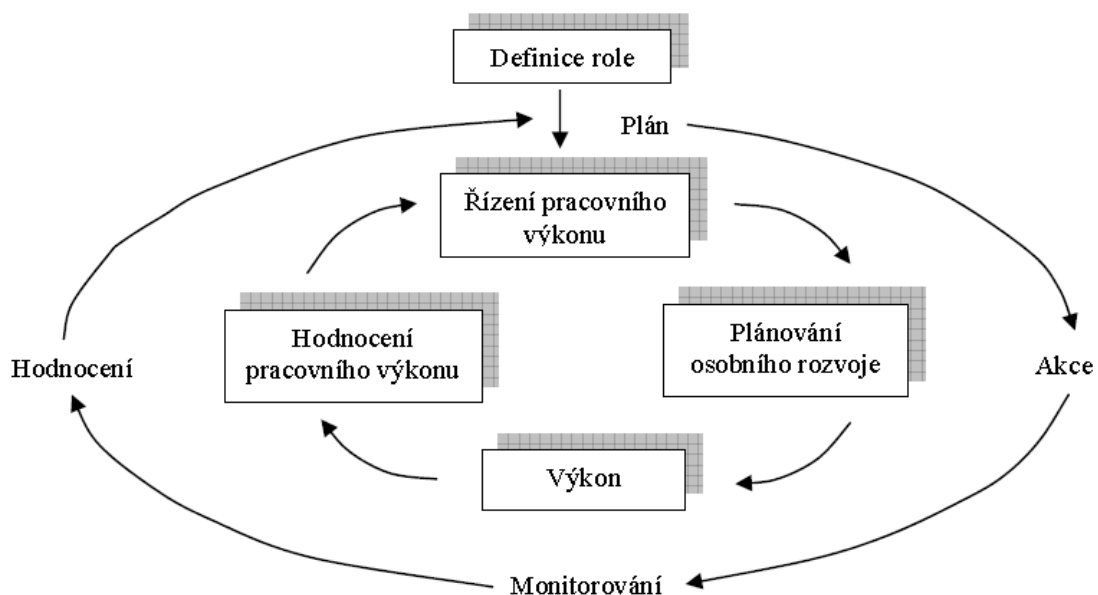 Definice role
Plán
Řízení pracovního
výkonu
Hodnocení
pracovního výkonu
Plánování
osobního rozvoje
Hodnocení
Akce
Výkon
Monitorování